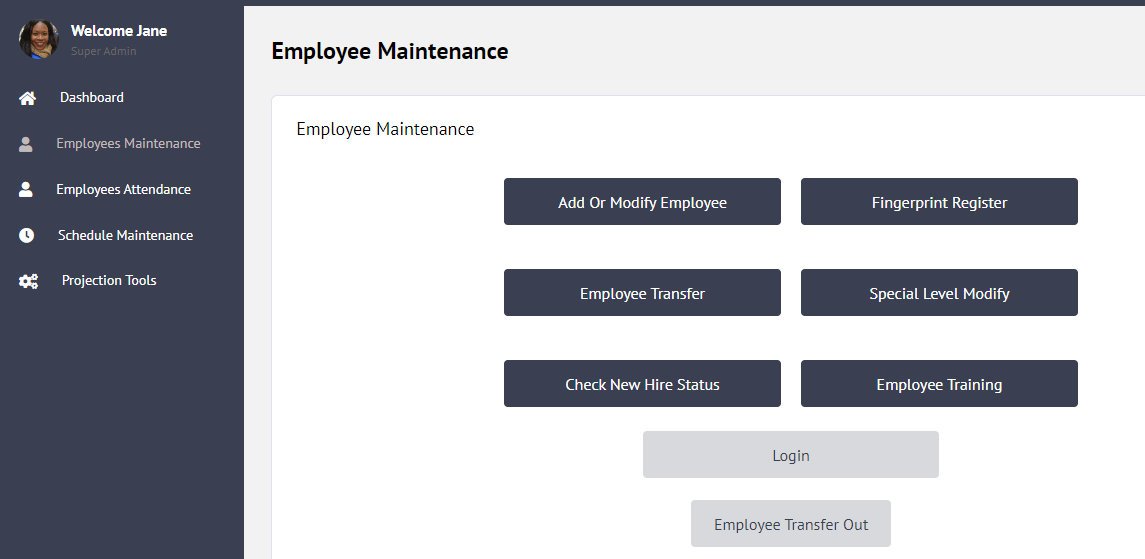 Welcome Jane
Super Admin
Dashboard
Employees Maintenance
Employees Attendance
Schedule Maintenance
Projection Tools
Employee Maintenance
Employee Maintenance
Add Or Modify Employee
Fingerprint Register
Employee Transfer
Special Level Modify
Check New Hire Status
Employee Training
Login
Employee Transfer Out